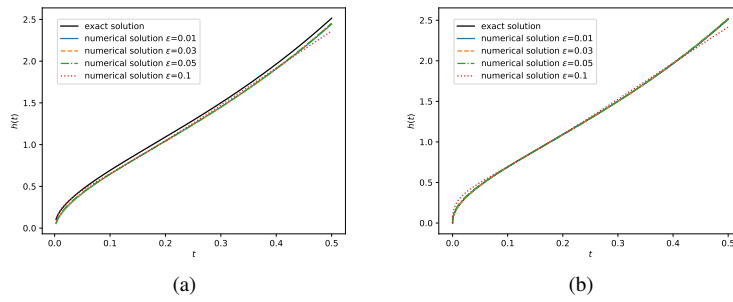 2.5
2.0
1.5
1.0
0.5
0.0
h(t)
exact solution
numerical solution ε=0.01
numerical solution ε=0.03
numerical solution ε=0.05
numerical solution ε=0.1
0.0 0.1 0.2 0.3 0.4 0.5
t
(a)
2.5
2.0
1.5
1.0
0.5
0.0
h(t)
exact solution
numerical solution ε=0.01
numerical solution ε=0.03
numerical solution ε=0.05
numerical solution ε=0.1
0.0 0.1 0.2 0.3 0.4 0.5
t
(b)